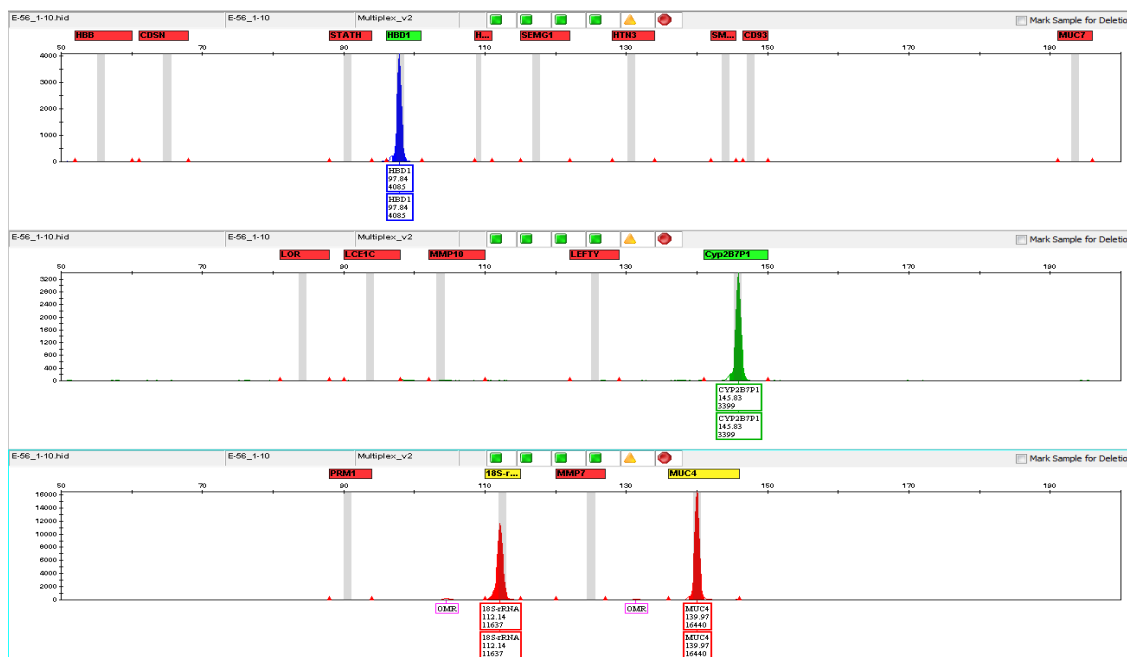 E-56_1-10.hid E-56_1-10 Multiplex_v2 Mark Sample for Deletio
HBB CDSN STATH HBD1 H... SEMG1 HTN3 SM... CD93 MUC7
50 70 90 110 130 150 170 190
4000
3000
2000
1000
0
HBD1
97.84
4085
HBD1
97.84
4085
E-56_1-10.hid E-56_1-10 Multiplex_v2 Mark Sample for Deletio
LOR LCE1C MMP10 LEFTY Cyp2B7P1
50 70 90 110 130 150 170 190
3200
2800
2400
2000
1600
1200
800
400
0
CYP2B7P1
145.83
3399
CYP2B7P1
145.83
3399
E-56_1-10.hid E-56_1-10 Multiplex_v2 Mark Sample for Deletio
PRM1 18S-r... MMP7 MUC4
50 70 90 110 130 150 170 190
16000
14000
12000
10000
8000
6000
4000
2000
0
OMR 18S-rRNA OMR MUC4
112.14 139.97
11637 16440
18S-rRNA MUC4
112.14 139.97
11637 16440